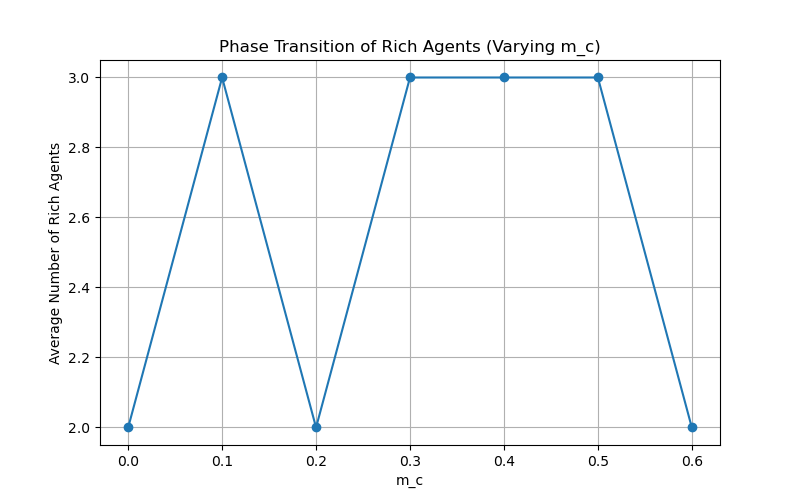 Phase Transition of Rich Agents (Varying m_c)
Average Number of Rich Agents
3.0
2.8
2.6
2.4
2.2
2.0
0.0 0.1 0.2 0.3 0.4 0.5 0.6
m_c